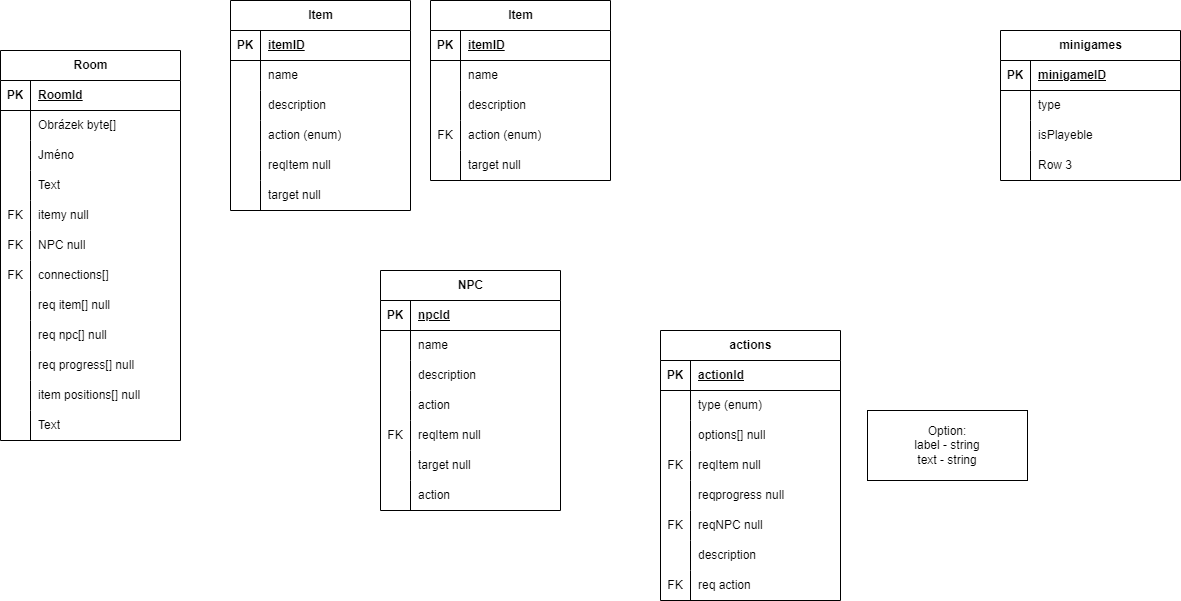 Room
PK RoomId
Obrázek byte[]
Jméno
Text
FK itemy null
FK NPC null
FK connections[]
req item[] null
req npc[] null
req progress[] null
item positions[] null
Text
Item
PK itemID
name
description
action (enum)
reqItem null
target null
Item
PK itemID
name
description
FK action (enum)
target null
NPC
PK npcId
name
description
action
FK reqItem null
target null
action
actions
PK actionId
type (enum)
options[] null
FK reqItem null
reqprogress null
FK reqNPC null
description
FK req action
Option:
label - string
text - string
minigames
PK minigameID
type
isPlayeble
Row 3